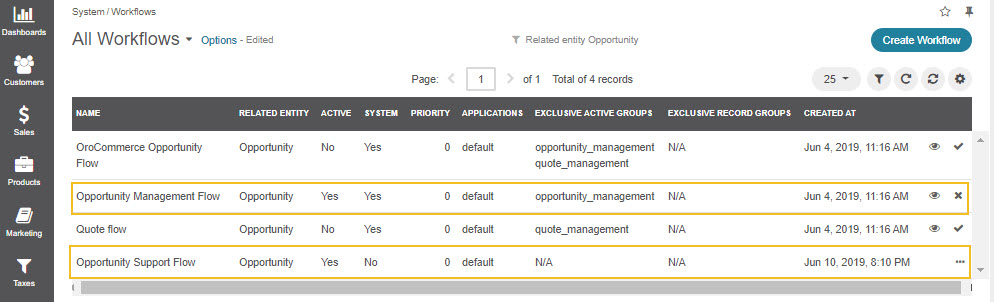 System / Workflows
All Workflows Options - Edited Related entity Opportunity Create Workflow
Page: 1 of 1 Total of 4 records 25
NAME RELATED ENTITY ACTIVE SYSTEM PRIORITY APPLICATIONS EXCLUSIVE ACTIVE GROUPS EXCLUSIVE RECORD GROUPS CREATED AT
OroCommerce Opportunity Opportunity No Yes 0 default opportunity_management N/A Jun 4, 2019, 11:16 AM
Flow quote_management
Opportunity Management Flow Opportunity Yes Yes 0 default opportunity_management N/A Jun 4, 2019, 11:16 AM
Quote flow Opportunity No Yes 0 default quote_management N/A Jun 4, 2019, 11:16 AM
Opportunity Support Flow Opportunity Yes No 0 default N/A N/A Jun 10, 2019, 8:10 PM
Dashboards
Customers
Sales
Products
Marketing
Taxes